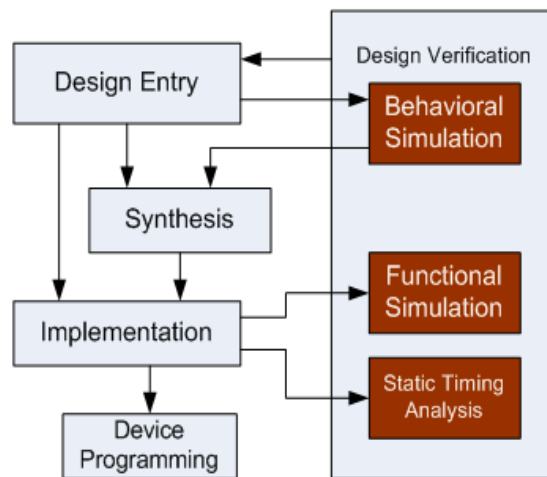 Design Entry
Design Verification
Behavioral
Simulation
Synthesis
Functional
Simulation
Implementation
Static Timing
Analysis
Device
Programming